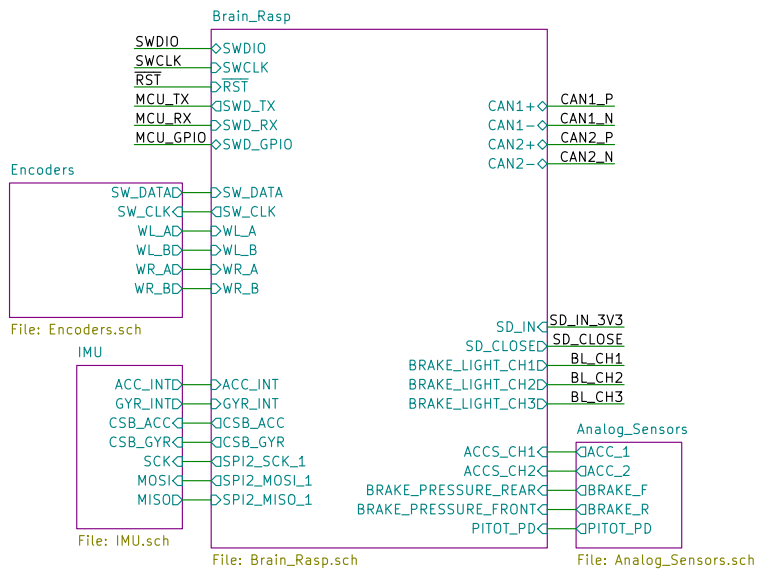 Brain_Rasp
SWDIO
SWCLK
RST
MCU_TX
MCU_RX
MCU_GPIO
SWDIO
SWCLK
RST
SWD_TX
SWD_RX
SWD_GPIO
CAN1+
CAN1-
CAN2+
CAN2-
CAN1_P
CAN1_N
CAN2_P
CAN2_N
Encoders
SW_DATA
SW_CLK
WL_A
WL_B
WR_A
WR_B
File: Encoders.sch
SW_DATA
SW_CLK
WL_A
WL_B
WR_A
WR_B
SD_IN
SD_CLOSE
BRAKE_LIGHT_CH1
BRAKE_LIGHT_CH2
BRAKE_LIGHT_CH3
SD_IN_3V3
SD_CLOSE
BL_CH1
BL_CH2
BL_CH3
IMU
ACC_INT
GYR_INT
CSB_ACC
CSB_GYR
SCK
MOSI
MISO
File: IMU.sch
ACC_INT
GYR_INT
CSB_ACC
CSB_GYR
SPI2_SCK_1
SPI2_MOSI_1
SPI2_MISO_1
ACCS_CH1
ACCS_CH2
BRAKE_PRESSURE_REAR
BRAKE_PRESSURE_FRONT
PITOT_PD
File: Brain_Rasp.sch
Analog_Sensors
ACC_1
ACC_2
BRAKE_F
BRAKE_R
PITOT_PD
File: Analog_Sensors.sch